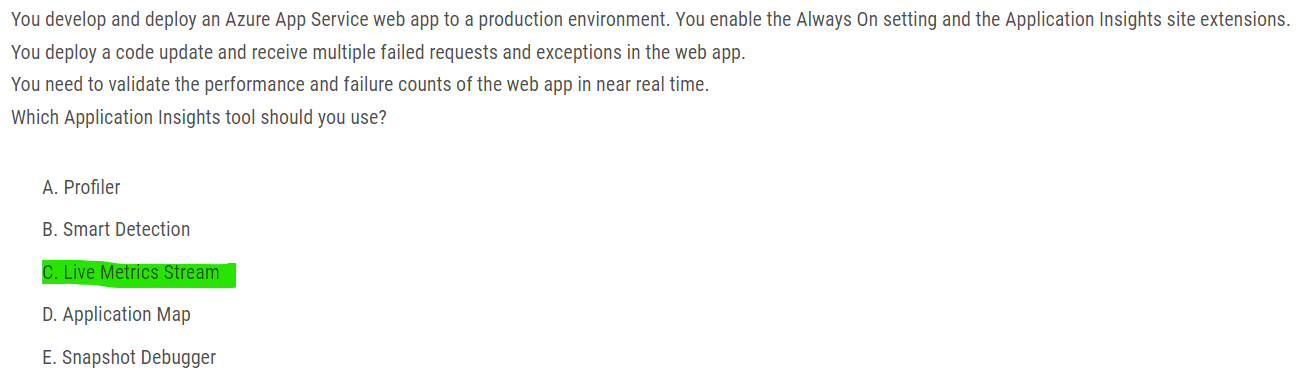 You develop and deploy an Azure App Service web app to a production environment. You enable the Always On setting and the Application Insights site extensions.
You deploy a code update and receive multiple failed requests and exceptions in the web app.
You need to validate the performance and failure counts of the web app in near real time.
Which Application Insights tool should you use?
A. Profiler
B. Smart Detection
C. Live Metrics Stream
D. Application Map
E. Snapshot Debugger